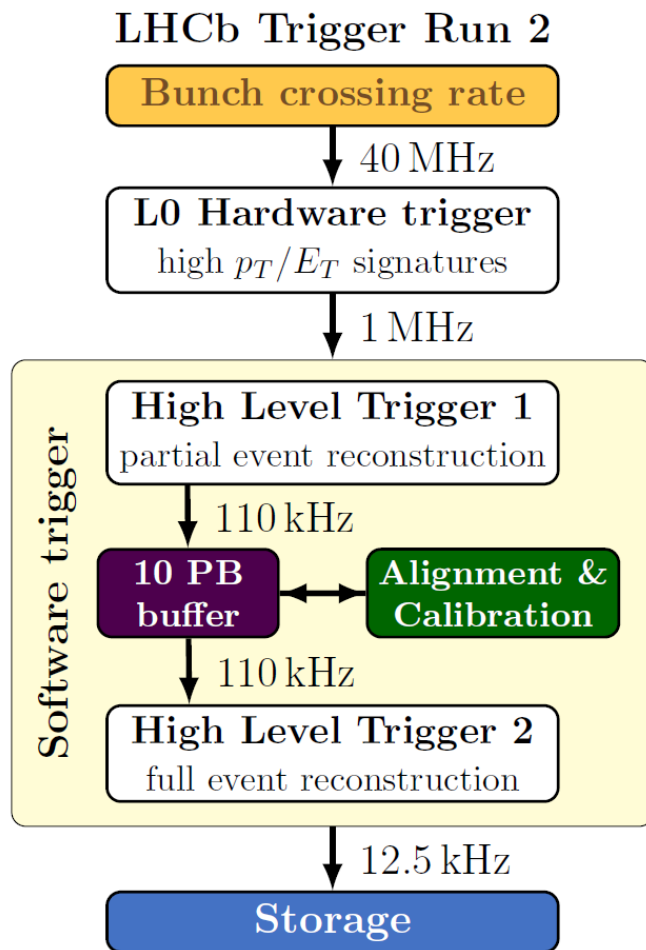 LHCb Trigger Run 2
Bunch crossing rate
40 MHz
L0 Hardware trigger
high p_T/E_T signatures
1 MHz
Software trigger
High Level Trigger 1
partial event reconstruction
110 kHz
10 PB
buffer
Alignment &
Calibration
110 kHz
High Level Trigger 2
full event reconstruction
12.5 kHz
Storage